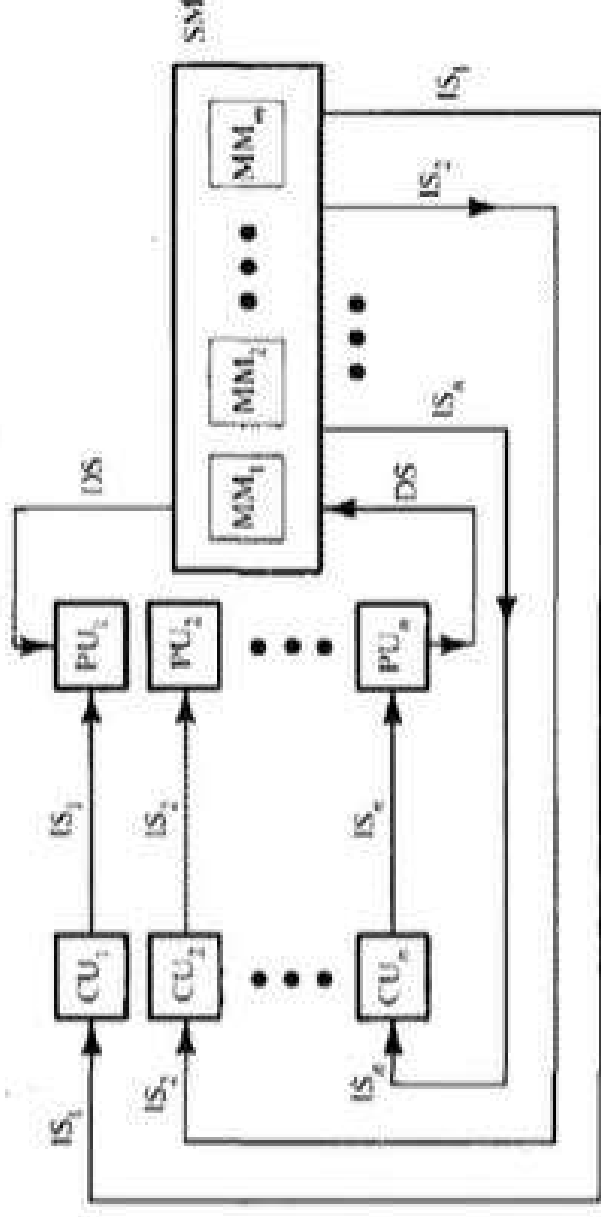 IS₁ CU₁ IS₁ PU₁ DS
IS₂ CU₂ IS₂ PU₂ SM
MM₁ MM₂ ••• MMₘ
ISₙ CUₙ ISₙ PUₙ
DS ISₙ ••• IS₂ IS₁